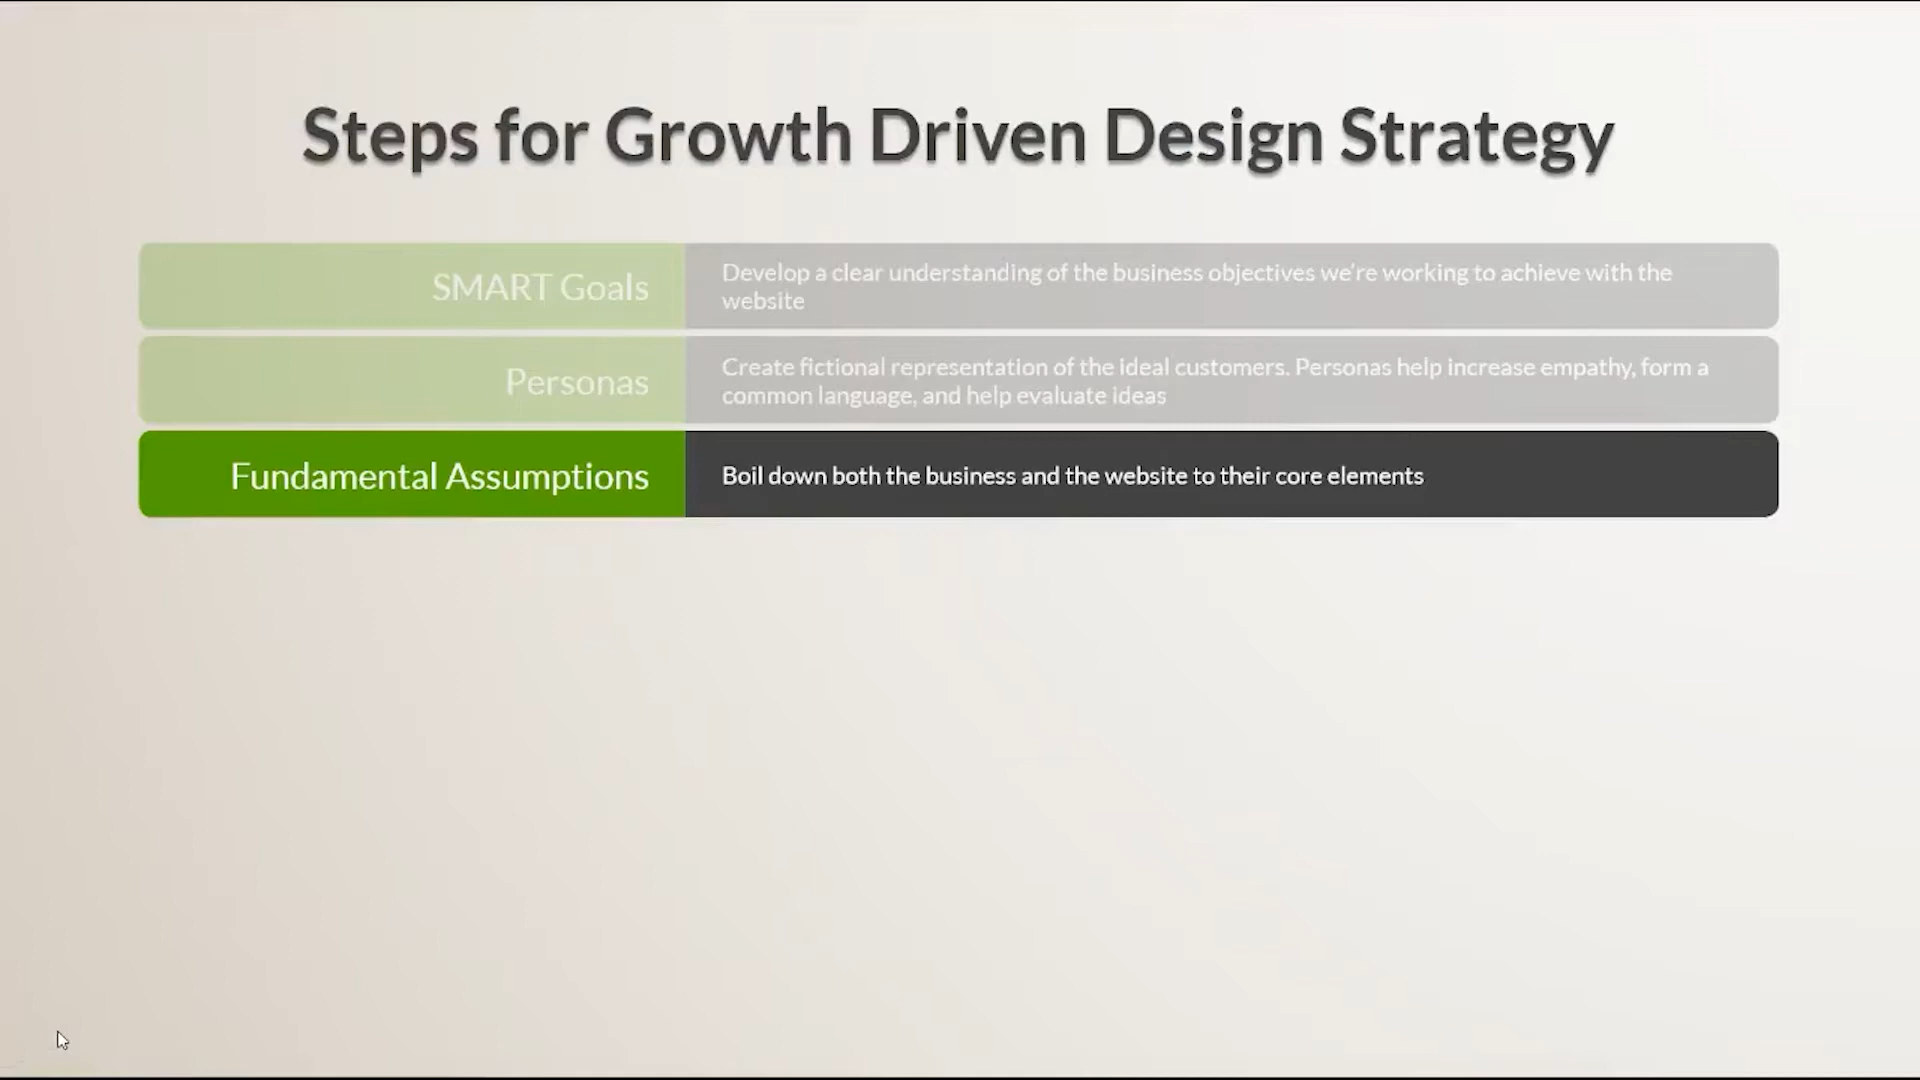 Steps for Growth Driven Design Strategy
SMART Goals
Develop a clear understanding of the business objectives we're working to achieve with the
website
Personas
Create fictional representation of the ideal customers. Personas help increase empathy, form a
common language, and help evaluate ideas
Fundamental Assumptions
Boil down both the business and the website to their core elements